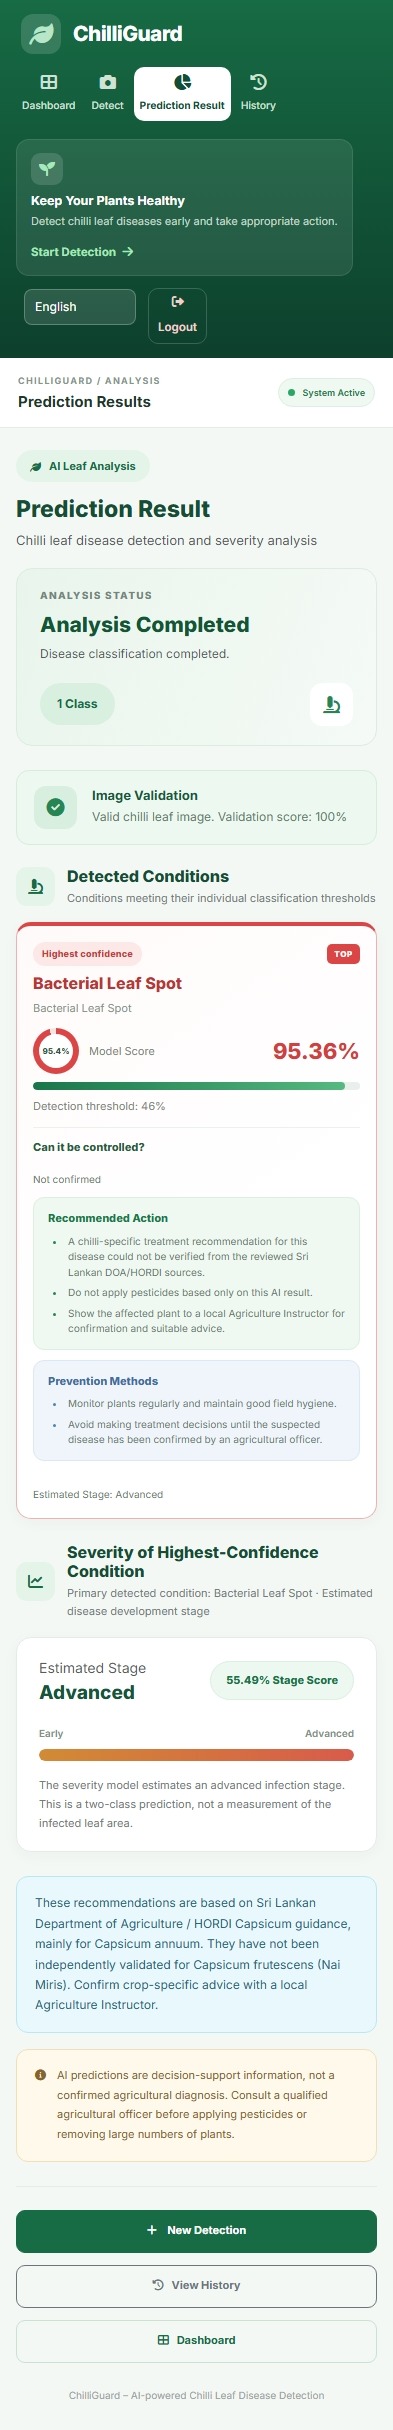 ChilliGuard
Dashboard
Detect
Prediction Result
History
Keep Your Plants Healthy
Detect chilli leaf diseases early and take appropriate action.
Start Detection →
English
Logout
CHILLIGUARD / ANALYSIS
Prediction Results
System Active
AI Leaf Analysis
Prediction Result
Chilli leaf disease detection and severity analysis
ANALYSIS STATUS
Analysis Completed
Disease classification completed.
1 Class
Image Validation
Valid chilli leaf image. Validation score: 100%
Detected Conditions
Conditions meeting their individual classification thresholds
Highest confidence
TOP
Bacterial Leaf Spot
Bacterial Leaf Spot
95.4%
Model Score
95.36%
Detection threshold: 46%
Can it be controlled?
Not confirmed
Recommended Action
• A chilli-specific treatment recommendation for this
disease could not be verified from the reviewed Sri
Lankan DOA/HORDI sources.
• Do not apply pesticides based only on this AI result.
• Show the affected plant to a local Agriculture Instructor for
confirmation and suitable advice.
Prevention Methods
• Monitor plants regularly and maintain good field hygiene.
• Avoid making treatment decisions until the suspected
disease has been confirmed by an agricultural officer.
Estimated Stage: Advanced
Severity of Highest-Confidence
Condition
Primary detected condition: Bacterial Leaf Spot · Estimated
disease development stage
Estimated Stage
Advanced
55.49% Stage Score
Early
Advanced
The severity model estimates an advanced infection stage.
This is a two-class prediction, not a measurement of the
infected leaf area.
These recommendations are based on Sri Lankan
Department of Agriculture / HORDI Capsicum guidance,
mainly for Capsicum annuum. They have not been
independently validated for Capsicum frutescens (Nai
Miris). Confirm crop-specific advice with a local
Agriculture Instructor.
AI predictions are decision-support information, not a
confirmed agricultural diagnosis. Consult a qualified
agricultural officer before applying pesticides or
removing large numbers of plants.
New Detection
View History
Dashboard
ChilliGuard – AI-powered Chilli Leaf Disease Detection